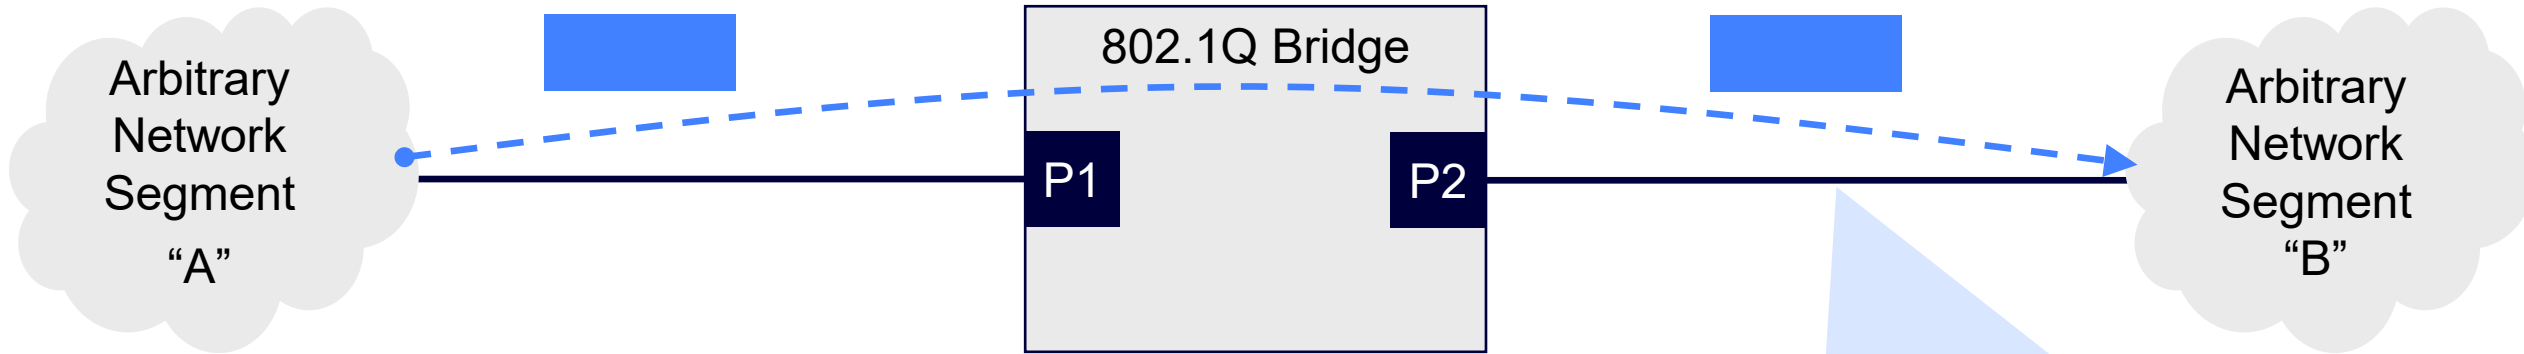 Arbitrary
Network
Segment
“A”
802.1Q Bridge
P1
P2
Arbitrary
Network
Segment
“B”